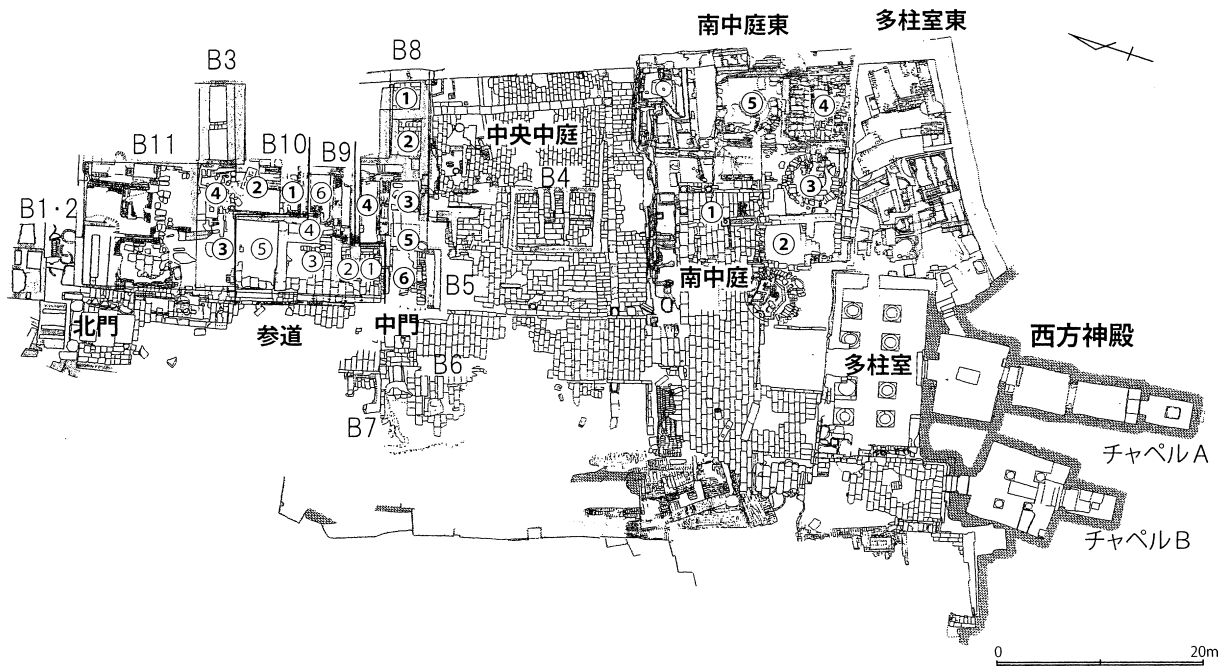 南中庭東
多柱室東
B3
B8
①
②
⑤
④
中央中庭
B11
B10
B9
④
②
①
⑥
④
③
B4
③
①
B1・2
④
③
⑤
③
⑤
②
①
⑥
②
南中庭
B5
北門
参道
中門
西方神殿
B6
多柱室
B7
チャペルA
チャペルB
0
20m